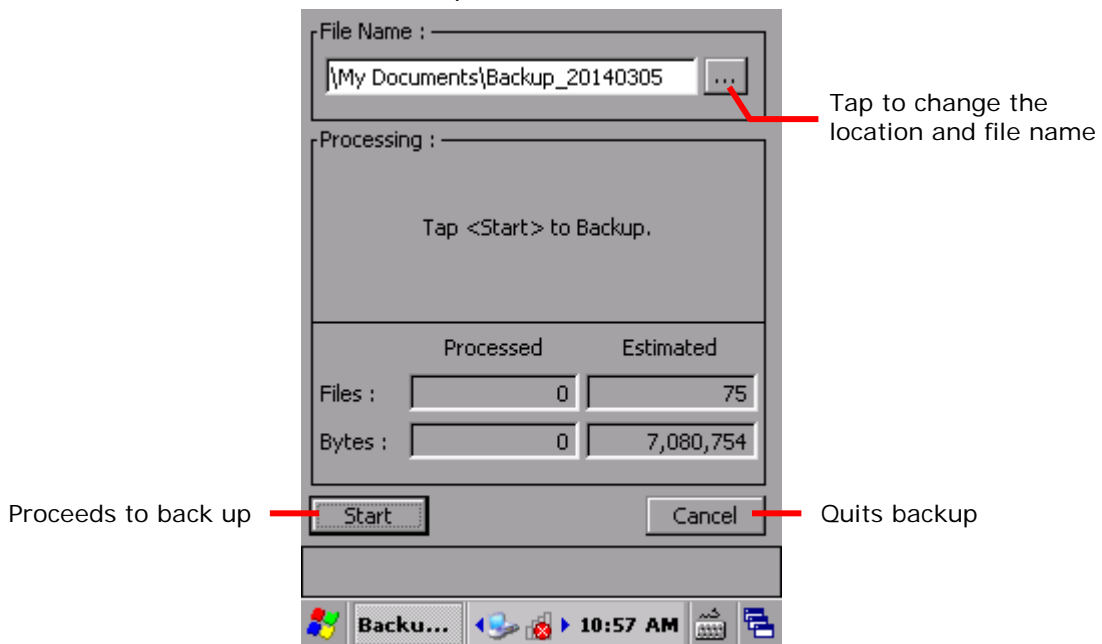 File Name :
\My Documents\Backup_20140305 ...
Tap to change the
location and file name
Processing :
Tap <Start> to Backup.
Processed Estimated
Files : 0 75
Bytes : 0 7,080,754
Proceeds to back up Start Cancel Quits backup
Backu... 10:57 AM